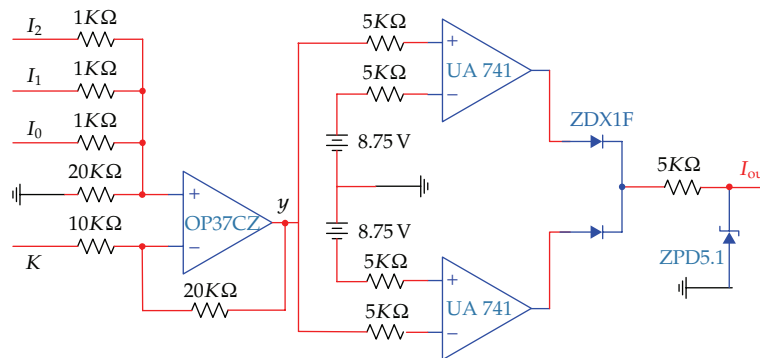 1KΩ
I2
1KΩ
I1
1KΩ
I0
20KΩ
+
OP37CZ
−
10KΩ
K
20KΩ
y
5KΩ
+
UA 741
−
5KΩ
8.75 V
8.75 V
5KΩ
+
UA 741
−
5KΩ
ZDX1F
5KΩ
Iou
ZPD5.1